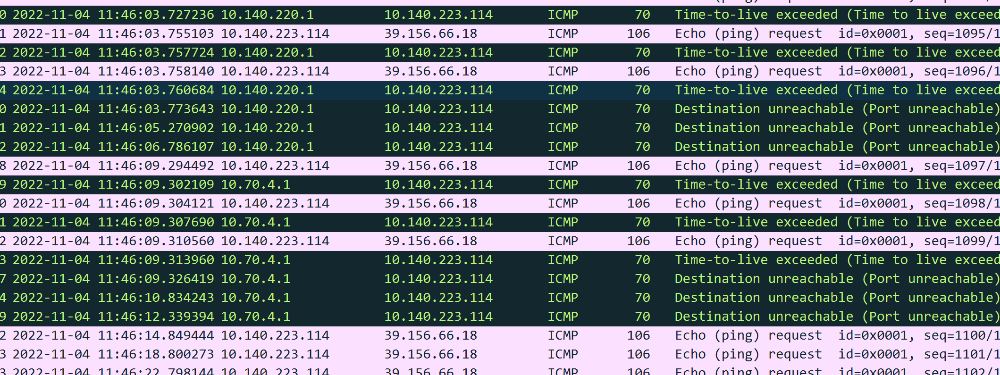 0 2022-11-04 11:46:03.727236 10.140.220.1 10.140.223.114 ICMP 70 Time-to-live exceeded (Time to live exceed
1 2022-11-04 11:46:03.755103 10.140.223.114 39.156.66.18 ICMP 106 Echo (ping) request id=0x0001, seq=1095/1
2 2022-11-04 11:46:03.757724 10.140.220.1 10.140.223.114 ICMP 70 Time-to-live exceeded (Time to live exceed
3 2022-11-04 11:46:03.758140 10.140.223.114 39.156.66.18 ICMP 106 Echo (ping) request id=0x0001, seq=1096/1
4 2022-11-04 11:46:03.760684 10.140.220.1 10.140.223.114 ICMP 70 Time-to-live exceeded (Time to live exceed
0 2022-11-04 11:46:03.773643 10.140.220.1 10.140.223.114 ICMP 70 Destination unreachable (Port unreachable)
1 2022-11-04 11:46:05.270902 10.140.220.1 10.140.223.114 ICMP 70 Destination unreachable (Port unreachable)
2 2022-11-04 11:46:06.786107 10.140.220.1 10.140.223.114 ICMP 70 Destination unreachable (Port unreachable)
8 2022-11-04 11:46:09.294492 10.140.223.114 39.156.66.18 ICMP 106 Echo (ping) request id=0x0001, seq=1097/1
9 2022-11-04 11:46:09.302109 10.70.4.1 10.140.223.114 ICMP 70 Time-to-live exceeded (Time to live exceed
0 2022-11-04 11:46:09.304121 10.140.223.114 39.156.66.18 ICMP 106 Echo (ping) request id=0x0001, seq=1098/1
1 2022-11-04 11:46:09.307690 10.70.4.1 10.140.223.114 ICMP 70 Time-to-live exceeded (Time to live exceed
2 2022-11-04 11:46:09.310560 10.140.223.114 39.156.66.18 ICMP 106 Echo (ping) request id=0x0001, seq=1099/1
3 2022-11-04 11:46:09.313960 10.70.4.1 10.140.223.114 ICMP 70 Time-to-live exceeded (Time to live exceed
7 2022-11-04 11:46:09.326419 10.70.4.1 10.140.223.114 ICMP 70 Destination unreachable (Port unreachable)
4 2022-11-04 11:46:10.834243 10.70.4.1 10.140.223.114 ICMP 70 Destination unreachable (Port unreachable)
9 2022-11-04 11:46:12.339394 10.70.4.1 10.140.223.114 ICMP 70 Destination unreachable (Port unreachable)
2 2022-11-04 11:46:14.849444 10.140.223.114 39.156.66.18 ICMP 106 Echo (ping) request id=0x0001, seq=1100/1
3 2022-11-04 11:46:18.800273 10.140.223.114 39.156.66.18 ICMP 106 Echo (ping) request id=0x0001, seq=1101/1
3 2022-11-04 11:46:22.798144 10.140.223.114 39.156.66.18 ICMP 106 Echo (ping) request id=0x0001, seq=1102/1